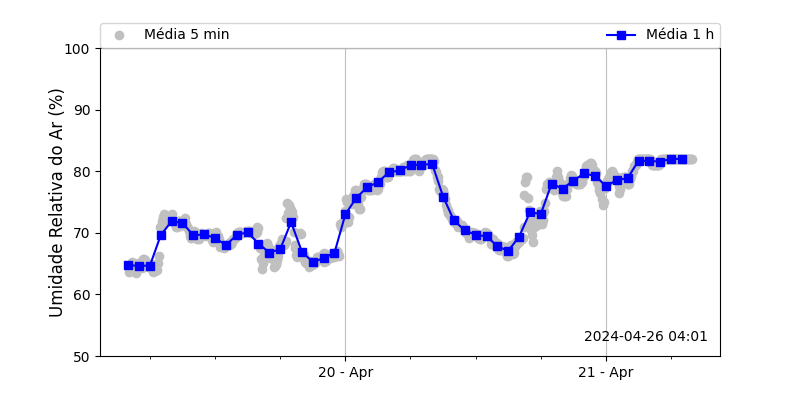 Média 5 min
Média 1 h
Umidade Relativa do Ar (%)
100
90
80
70
60
50
2024-04-26 04:01
20 - Apr
21 - Apr